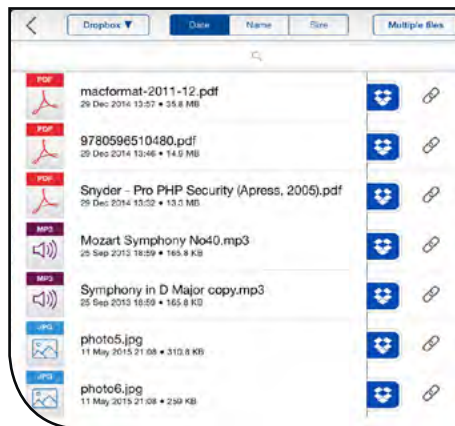 Dropbox ▼ Date Name Size Multiple files
PDF
macformat-2011-12.pdf
29 Dec 2014 13:57 • 35.8 MB
PDF
9780596510480.pdf
29 Dec 2014 13:46 • 14.9 MB
PDF
Snyder - Pro PHP Security (Apress, 2005).pdf
29 Dec 2014 13:32 • 13.3 MB
MP3
Mozart Symphony No40.mp3
25 Sep 2013 18:59 • 165.8 KB
MP3
Symphony in D Major copy.mp3
25 Sep 2013 18:59 • 165.8 KB
JPG
photo5.jpg
11 May 2015 21:08 • 310.8 KB
JPG
photo6.jpg
11 May 2015 21:08 • 259 KB